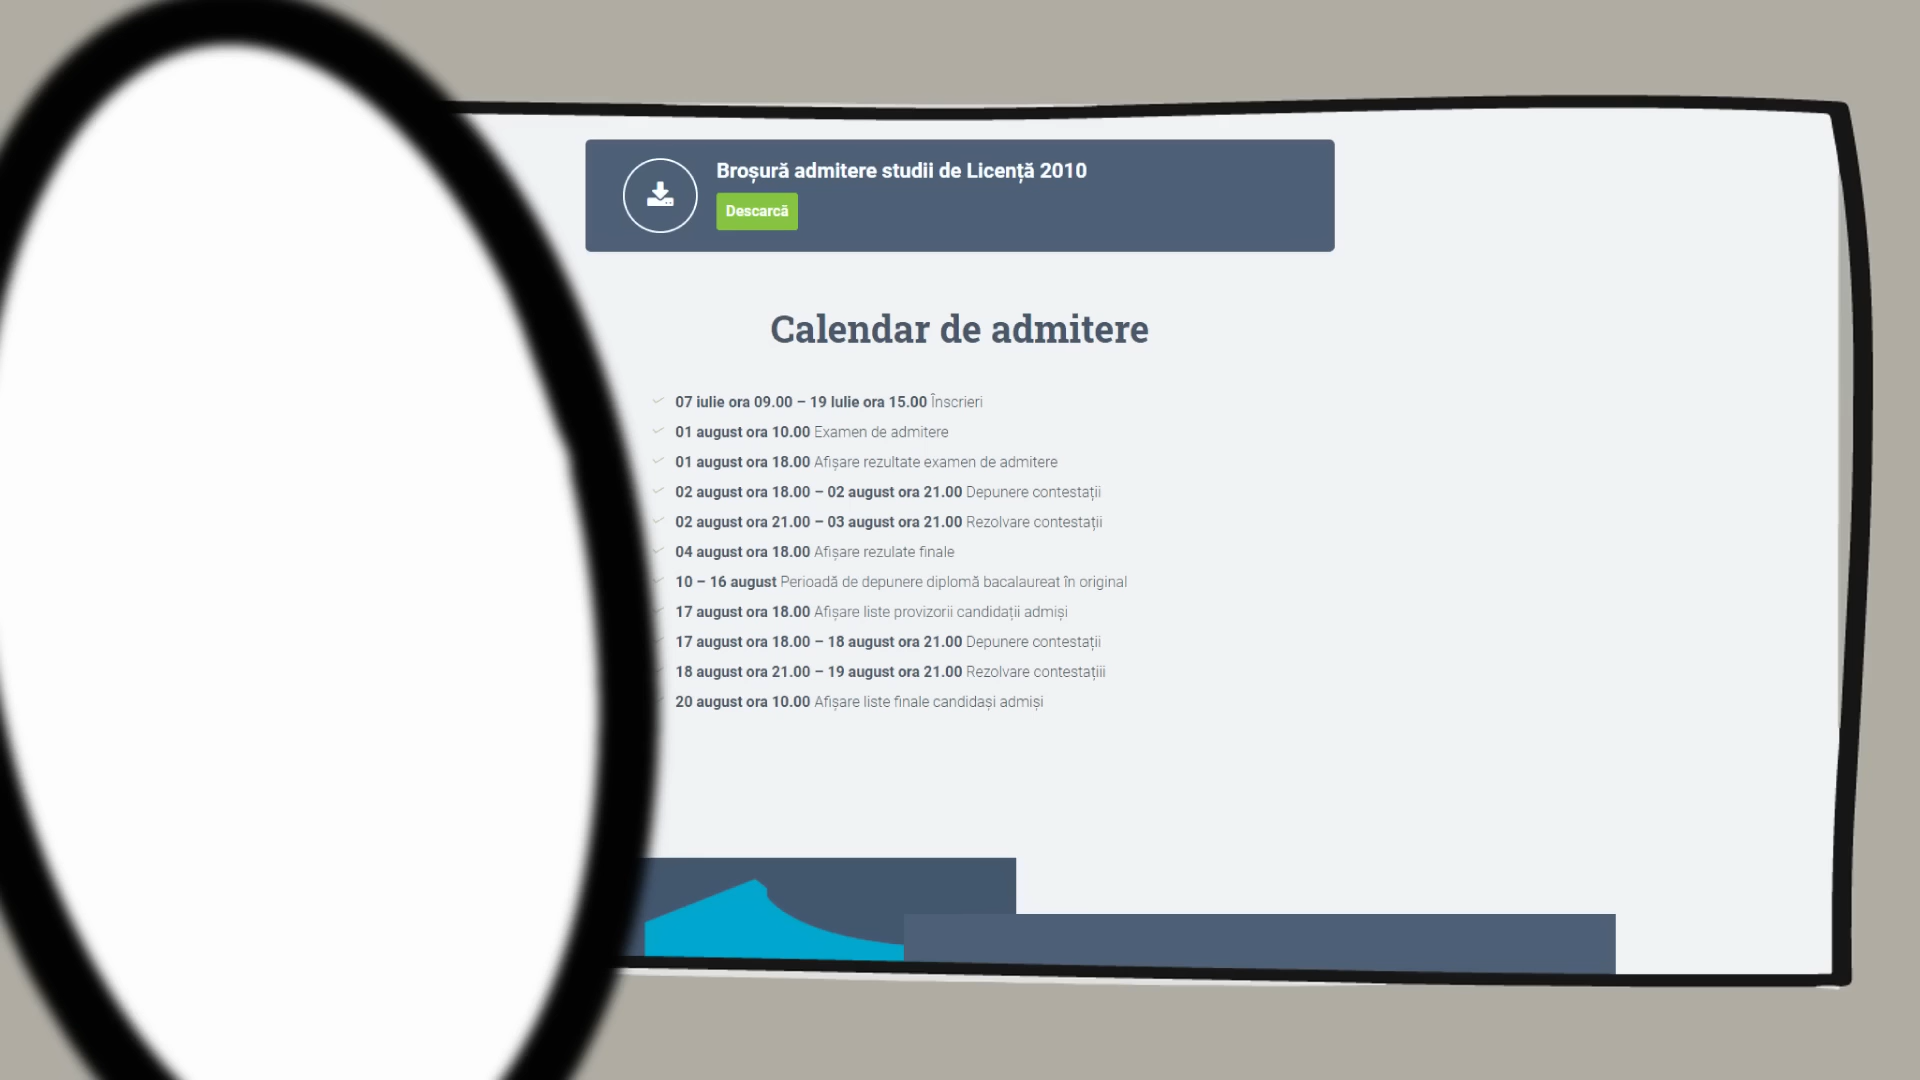 Broșură admitere studii de Licență 2010
Descarcă
Calendar de admitere
07 iulie ora 09.00 – 19 Iulie ora 15.00 Înscrieri
01 august ora 10.00 Examen de admitere
01 august ora 18.00 Afișare rezultate examen de admitere
02 august ora 18.00 – 02 august ora 21.00 Depunere contestații
02 august ora 21.00 – 03 august ora 21.00 Rezolvare contestații
04 august ora 18.00 Afișare rezulate finale
10 – 16 august Perioadă de depunere diplomă bacalaureat în original
17 august ora 18.00 Afișare liste provizorii candidații admiși
17 august ora 18.00 – 18 august ora 21.00 Depunere contestații
18 august ora 21.00 – 19 august ora 21.00 Rezolvare contestațiii
20 august ora 10.00 Afișare liste finale candidași admiși